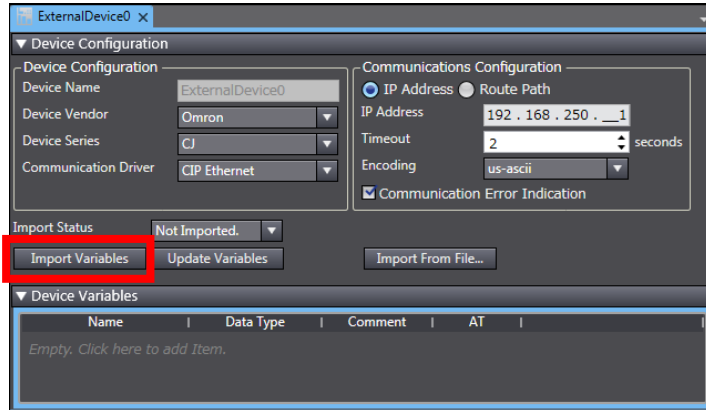 ExternalDevice0 ×
▼ Device Configuration
Device Configuration
Device Name ExternalDevice0
Device Vendor Omron
Device Series CJ
Communication Driver CIP Ethernet
Communications Configuration
IP Address Route Path
IP Address 192 . 168 . 250 . __1
Timeout 2 seconds
Encoding us-ascii
Communication Error Indication
Import Status Not Imported.
Import Variables Update Variables Import From File...
▼ Device Variables
Name | Data Type | Comment | AT |
Empty. Click here to add Item.